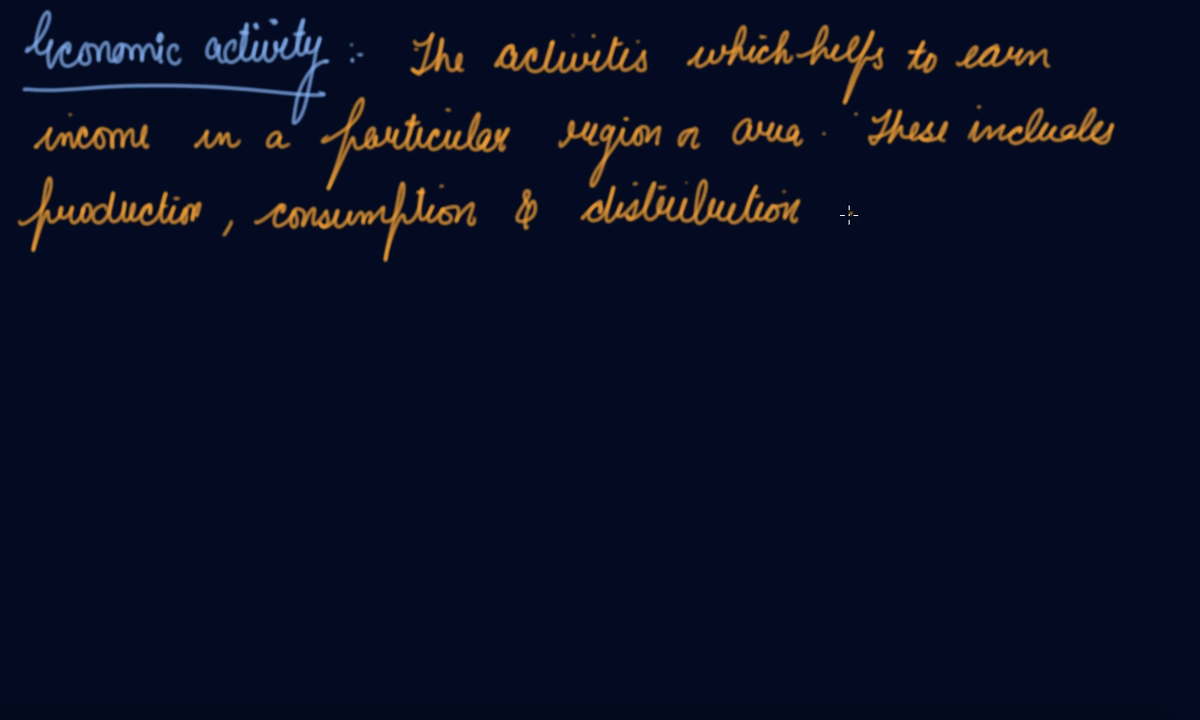 Economic activity :- The activitis which helps to earn
income in a particular region or area. These includes
production, consumption & distribution .